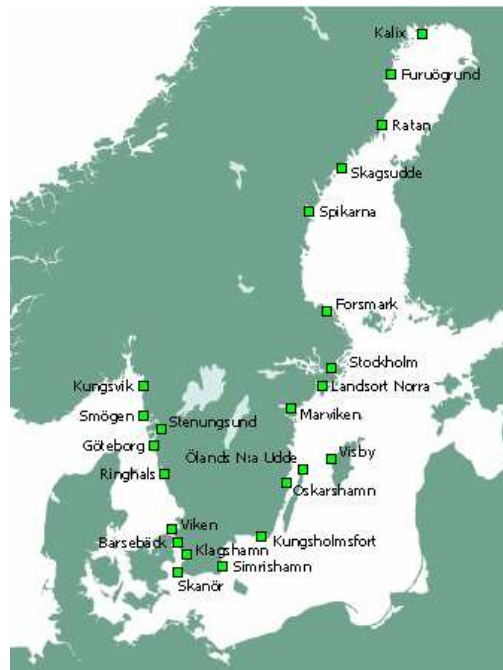 Kalix
Furuögrund
Ratan
Skagsudde
Spikarna
Forsmark
Stockholm
Kungsvik
Landsort Norra
Smögen
Marviken
Stenungsund
Göteborg
Ölands N:a Udde
Visby
Ringhals
Oskarshamn
Viken
Barsebäck
Kungsholmsfort
Klagshamn
Simrishamn
Skanör